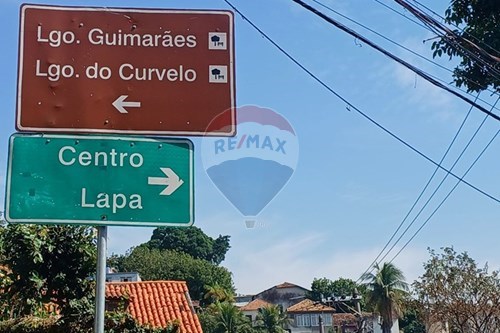 Lgo. Guimarães
Lgo. do Curvelo
Centro
Lapa
RE/MAX